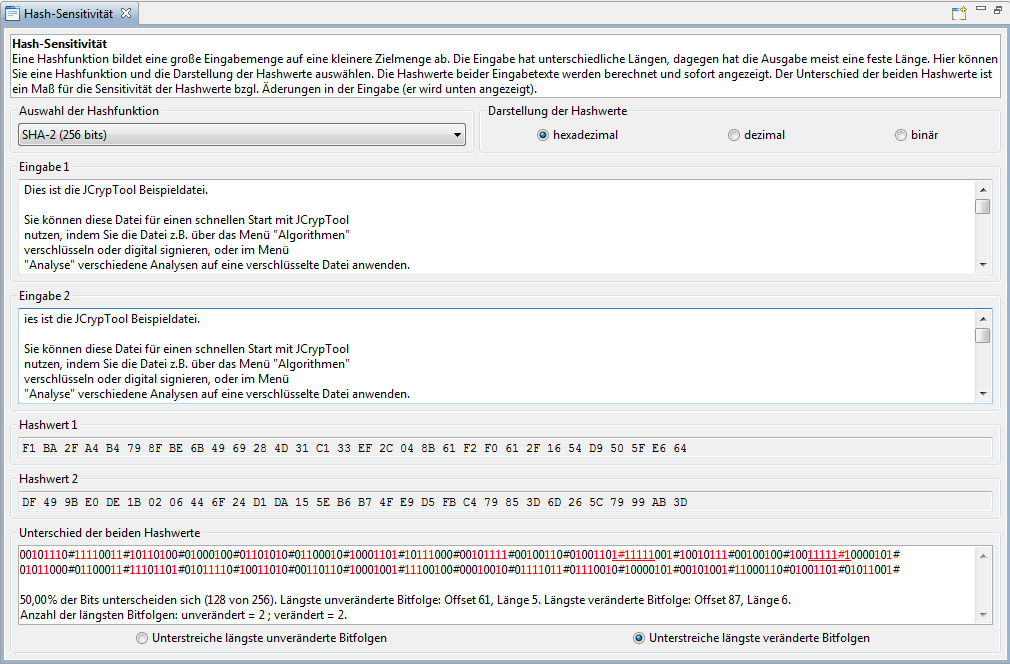 Hash-Sensitivität
Hash-Sensitivität
Eine Hashfunktion bildet eine große Eingabemenge auf eine kleinere Zielmenge ab. Die Eingabe hat unterschiedliche Längen, dagegen hat die Ausgabe meist eine feste Länge. Hier können
Sie eine Hashfunktion und die Darstellung der Hashwerte auswählen. Die Hashwerte beider Eingabetexte werden berechnet und sofort angezeigt. Der Unterschied der beiden Hashwerte ist
ein Maß für die Sensitivität der Hashwerte bzgl. Äderungen in der Eingabe (er wird unten angezeigt).
Auswahl der Hashfunktion
Darstellung der Hashwerte
SHA-2 (256 bits)
hexadezimal
dezimal
binär
Eingabe 1
Dies ist die JCrypTool Beispieldatei.
Sie können diese Datei für einen schnellen Start mit JCrypTool
nutzen, indem Sie die Datei z.B. über das Menü "Algorithmen"
verschlüsseln oder digital signieren, oder im Menü
"Analyse" verschiedene Analysen auf eine verschlüsselte Datei anwenden.
Eingabe 2
ies ist die JCrypTool Beispieldatei.
Sie können diese Datei für einen schnellen Start mit JCrypTool
nutzen, indem Sie die Datei z.B. über das Menü "Algorithmen"
verschlüsseln oder digital signieren, oder im Menü
"Analyse" verschiedene Analysen auf eine verschlüsselte Datei anwenden.
Hashwert 1
F1 BA 2F A4 B4 79 8F BE 6B 49 69 28 4D 31 C1 33 EF 2C 04 8B 61 F2 F0 61 2F 16 54 D9 50 5F E6 64
Hashwert 2
DF 49 9B E0 DE 1B 02 06 44 6F 24 D1 DA 15 5E B6 B7 4F E9 D5 FB C4 79 85 3D 6D 26 5C 79 99 AB 3D
Unterschied der beiden Hashwerte
00101110#11110011#10110100#01000100#01101010#01100010#10001101#10111000#00101111#00100110#01001101#11111001#10010111#00100100#10011111#10000101#
01011000#01100011#11101101#01011110#10011010#00110110#10001001#11100100#00010010#01111011#01110010#10000101#00101001#11000110#01001101#01011001#
50,00% der Bits unterscheiden sich (128 von 256). Längste unveränderte Bitfolge: Offset 61, Länge 5. Längste veränderte Bitfolge: Offset 87, Länge 6.
Anzahl der längsten Bitfolgen: unverändert = 2 ; verändert = 2.
Unterstreiche längste unveränderte Bitfolgen
Unterstreiche längste veränderte Bitfolgen